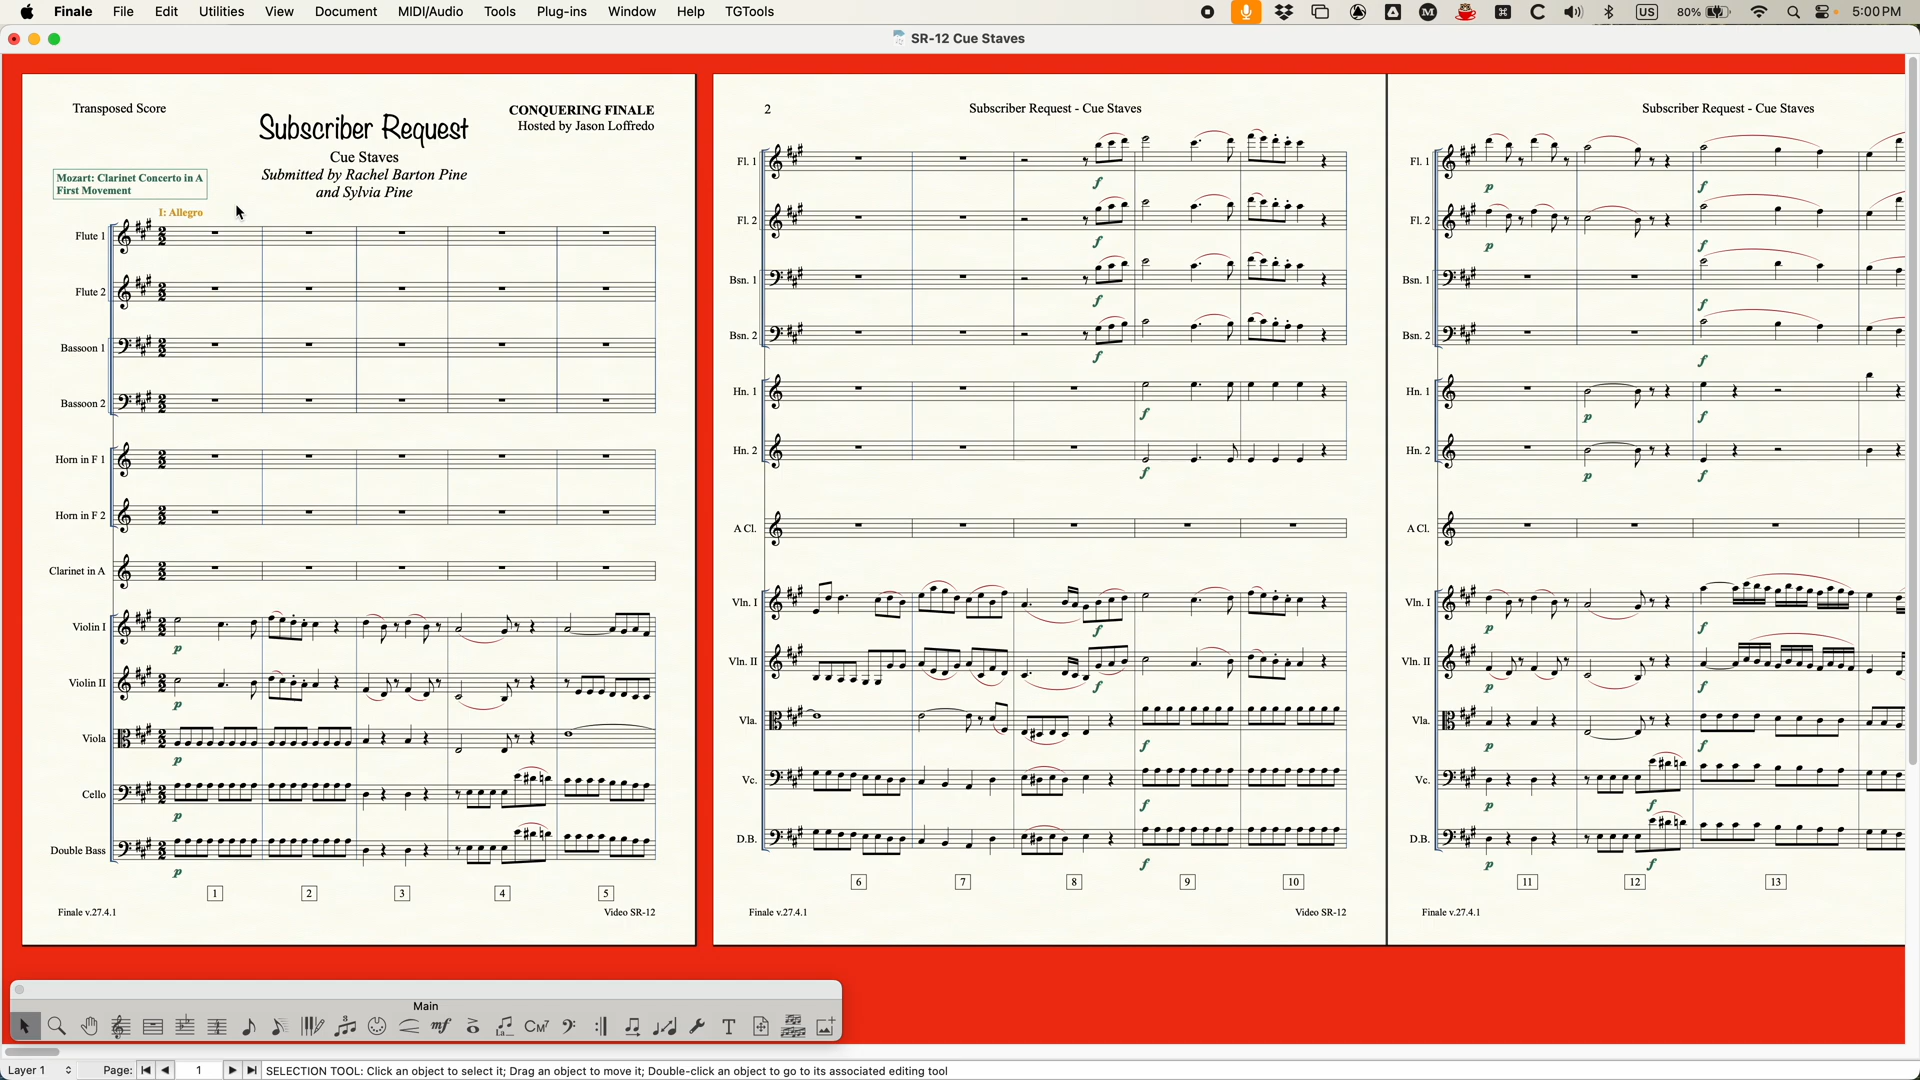 Finale File Edit Utilities View Document MIDI/Audio Tools Plug-ins Window Help TGTools
US 80% 5:00 PM
SR-12 Cue Staves
Transposed Score
Subscriber Request
CONQUERING FINALE
Hosted by Jason Loffredo
Cue Staves
Submitted by Rachel Barton Pine
and Sylvia Pine
Mozart: Clarinet Concerto in A
First Movement
I: Allegro
Flute 1
Flute 2
Bassoon 1
Bassoon 2
Horn in F 1
Horn in F 2
Clarinet in A
Violin I
p
Violin II
p
Viola
p
Cello
p
Double Bass
p
1 2 3 4 5
Finale v.27.4.1 Video SR-12
2 Subscriber Request - Cue Staves
Fl. 1
f
Fl. 2
f
Bsn. 1
f
Bsn. 2
f
Hn. 1
f
Hn. 2
f
A Cl.
Vln. I
f
Vln. II
f
Vla.
f
Vc.
f
D.B.
f
6 7 8 9 10
Finale v.27.4.1 Video SR-12
Subscriber Request - Cue Staves
Fl. 1
p f
Fl. 2
p f
Bsn. 1
f
Bsn. 2
f
Hn. 1
p f
Hn. 2
p f
A Cl.
Vln. I
p f
Vln. II
p f
Vla.
p f
Vc.
p f
D.B.
p f
11 12 13
Finale v.27.4.1
Main
mf CM7 T
Layer 1 Page: 1 SELECTION TOOL: Click an object to select it; Drag an object to move it; Double-click an object to go to its associated editing tool